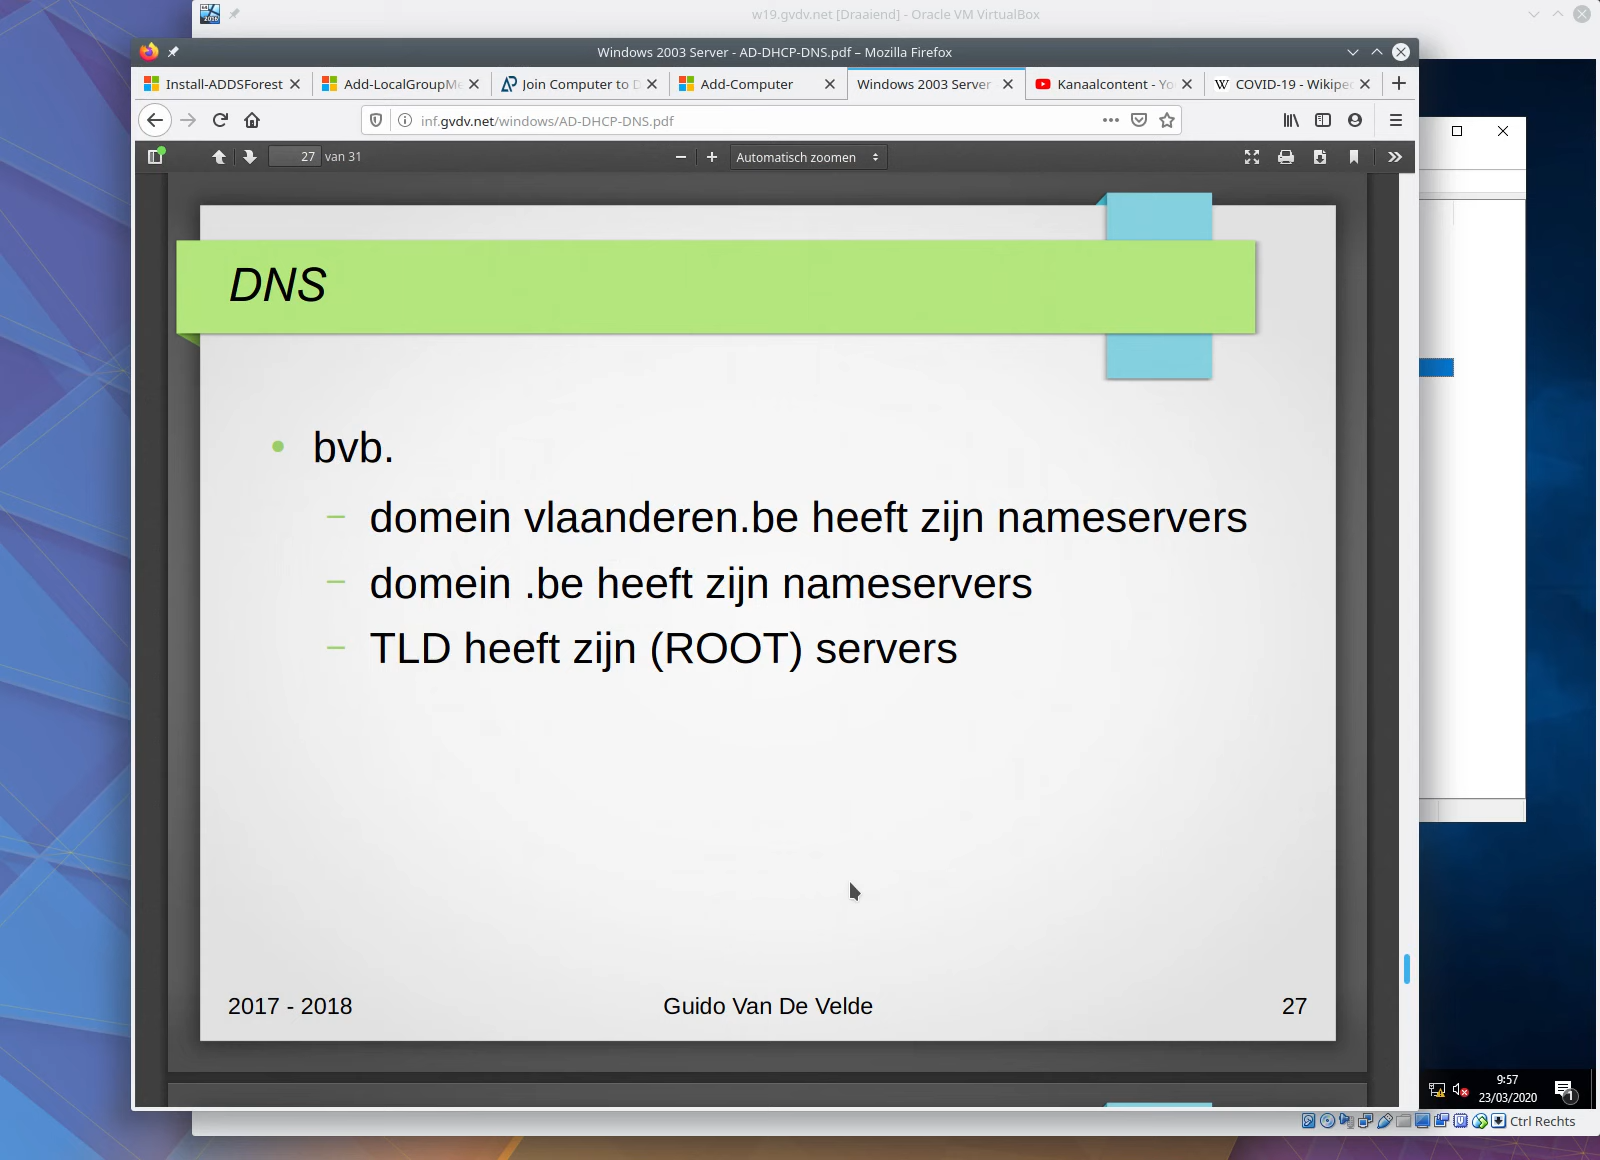 w19.gvdv.net [Draaiend] - Oracle VM VirtualBox
Windows 2003 Server - AD-DHCP-DNS.pdf – Mozilla Firefox
Install-ADDSForest
Add-LocalGroupMe
Join Computer to D
Add-Computer
Windows 2003 Server
Kanaalcontent - Yo
COVID-19 - Wikipec
inf.gvdv.net/windows/AD-DHCP-DNS.pdf
27 van 31
Automatisch zoomen
DNS
bvb.
domein vlaanderen.be heeft zijn nameservers
domein .be heeft zijn nameservers
TLD heeft zijn (ROOT) servers
2017 - 2018
Guido Van De Velde
27
9:57
23/03/2020
1
Ctrl Rechts